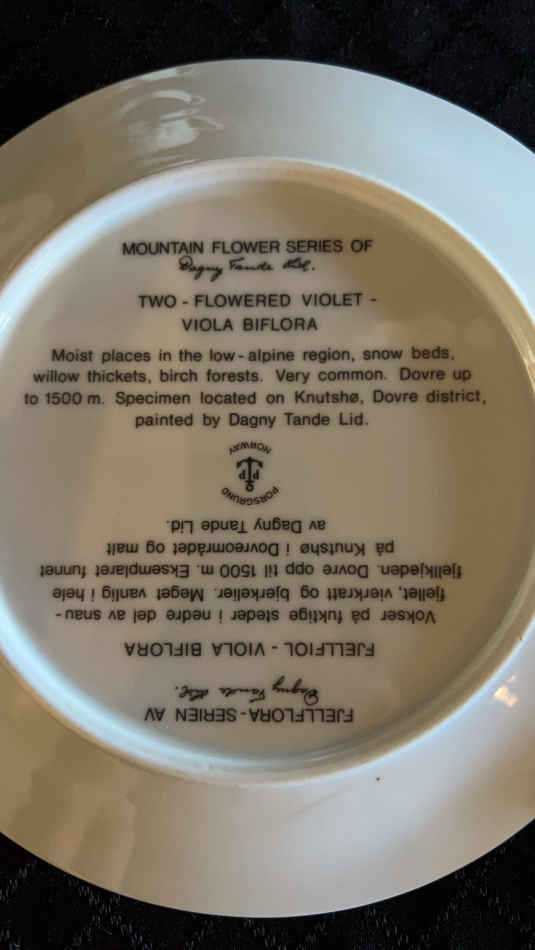 MOUNTAIN FLOWER SERIES OF
Dagny Tande Lid.
TWO - FLOWERED VIOLET -
VIOLA BIFLORA
Moist places in the low-alpine region, snow beds,
willow thickets, birch forests. Very common. Dovre up
to 1500 m. Specimen located on Knutshø, Dovre district,
painted by Dagny Tande Lid.
PORSGRUND
PP
NORWAY
FJELLFLORA-SERIEN AV
Dagny Tande Lid.
FJELLFIOL - VIOLA BIFLORA
Vokser på fuktige steder i nedre del av snau-
fjellet, vierkratt og bjørkelier. Meget vanlig i hele
fjellkjeden. Dovre opp til 1500 m. Eksemplaret funnet
på Knutshø i Dovreområdet og malt
av Dagny Tande Lid.